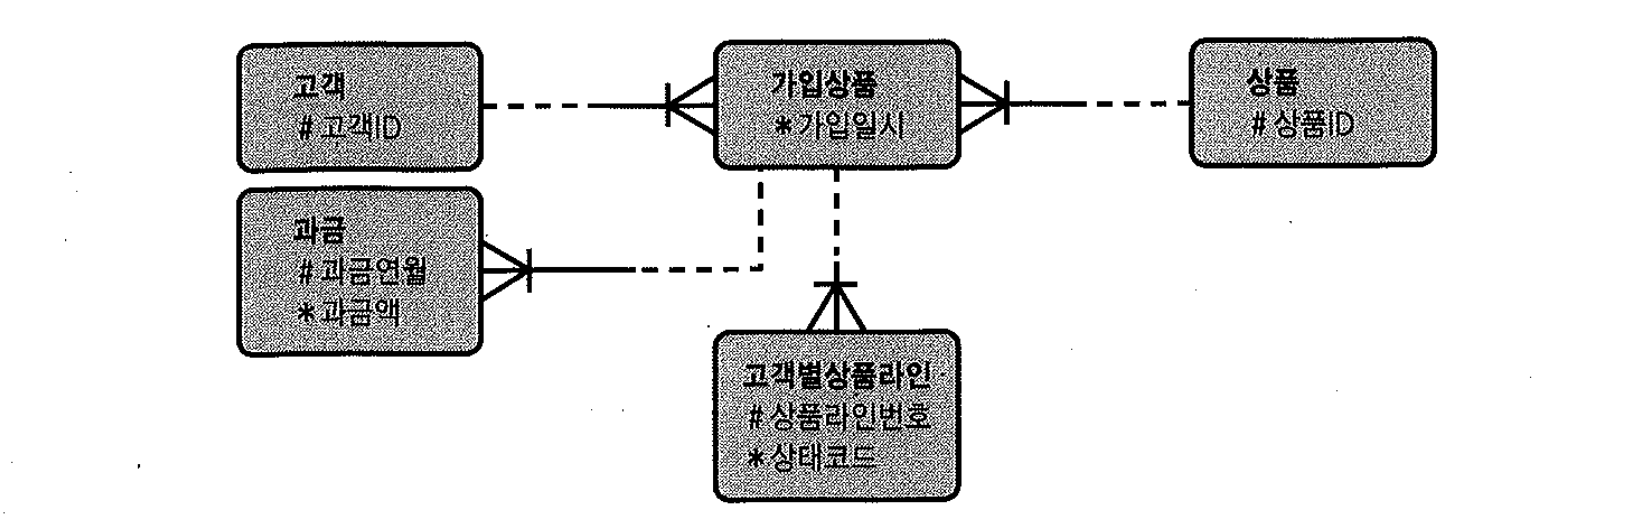 고객
# 고객ID
가입상품
* 가입일시
상품
# 상품ID
과금
# 과금연월
* 과금액
고객별상품라인
# 상품라인번호
* 상태코드